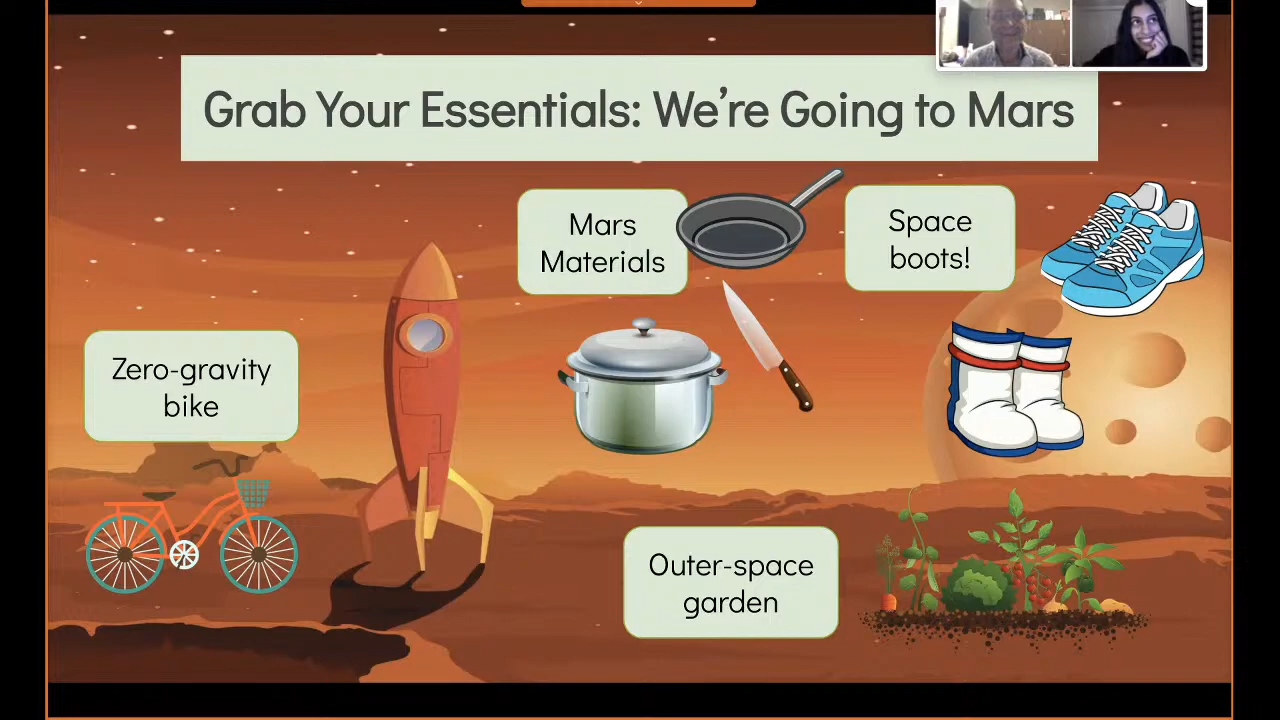 Grab Your Essentials: We're Going to Mars
Mars
Materials
Space
boots!
Zero-gravity
bike
Outer-space
garden